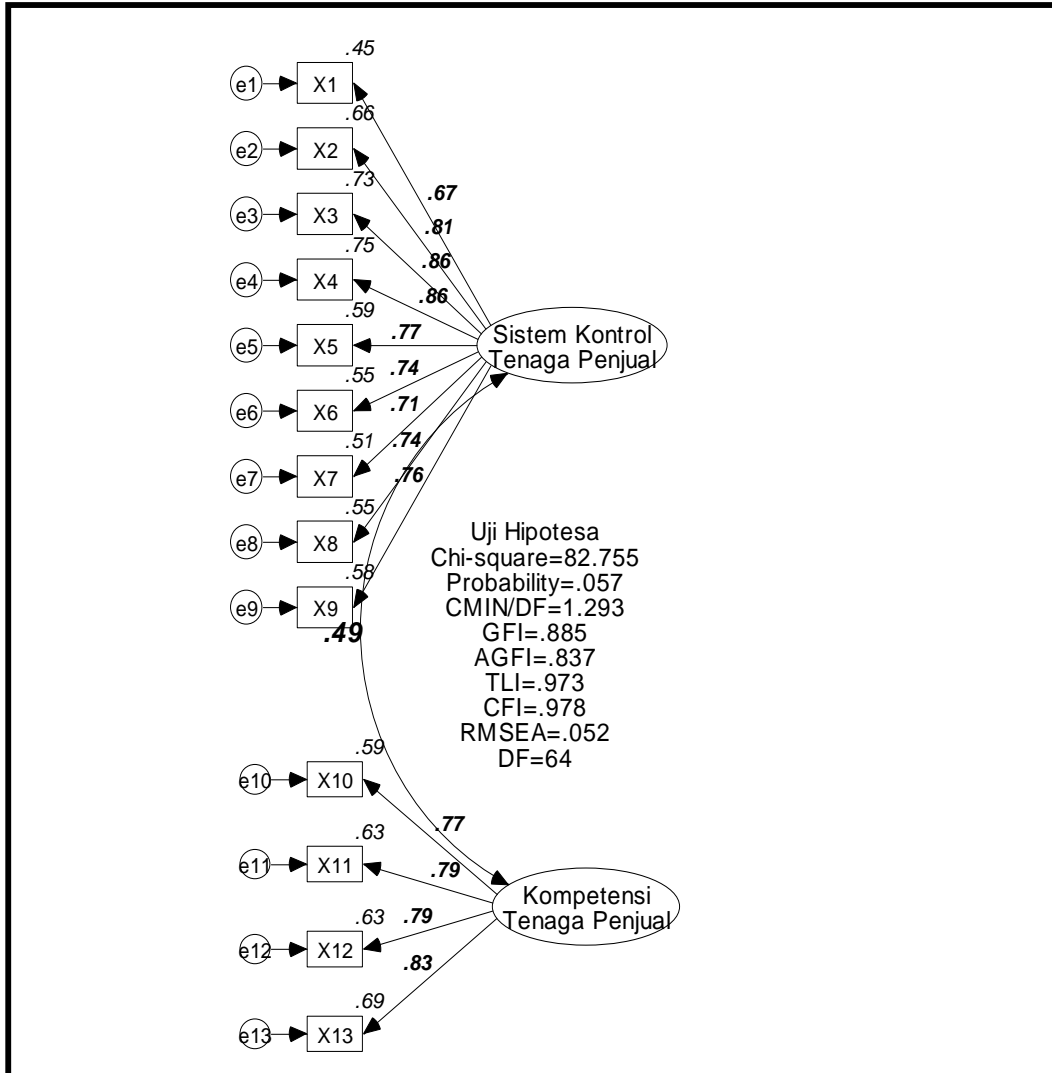 .45
e1 X1
.66
e2 X2
.73
e3 X3
.67
.81
.75
e4 X4
.86
.86
.59
e5 X5
.77
Sistem Kontrol
Tenaga Penjual
.55
e6 X6
.74
.71
.51
e7 X7
.74
.76
.55
e8 X8
.58
e9 X9
.49
Uji Hipotesa
Chi-square=82.755
Probability=.057
CMIN/DF=1.293
GFI=.885
AGFI=.837
TLI=.973
CFI=.978
RMSEA=.052
DF=64
.59
e10 X10
.77
.63
e11 X11
.79
Kompetensi
Tenaga Penjual
.63
e12 X12
.79
.83
.69
e13 X13